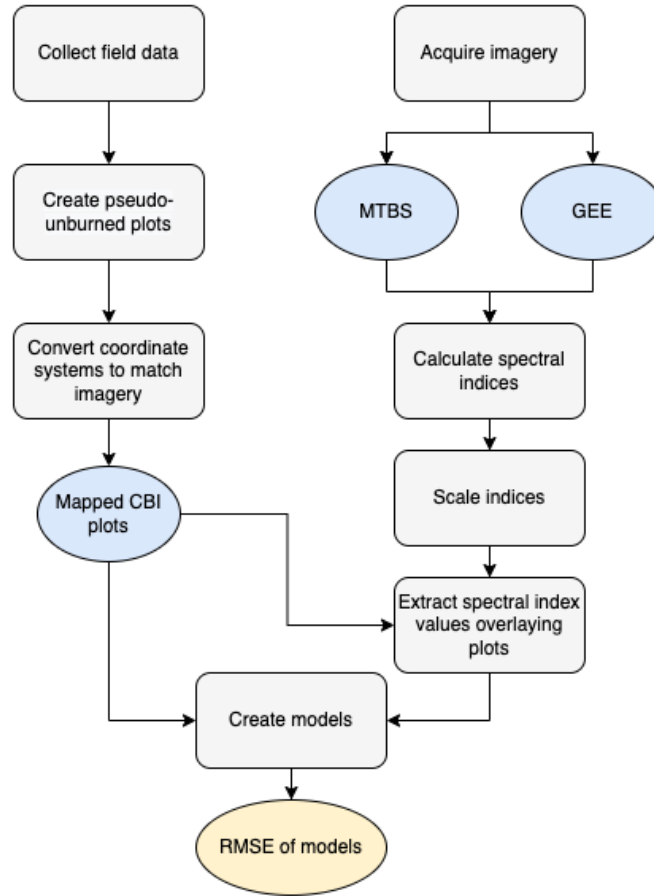 Collect field data
Acquire imagery
Create pseudo-
unburned plots
MTBS
GEE
Convert coordinate
systems to match
imagery
Calculate spectral
indices
Mapped CBI
plots
Scale indices
Extract spectral index
values overlaying
plots
Create models
RMSE of models